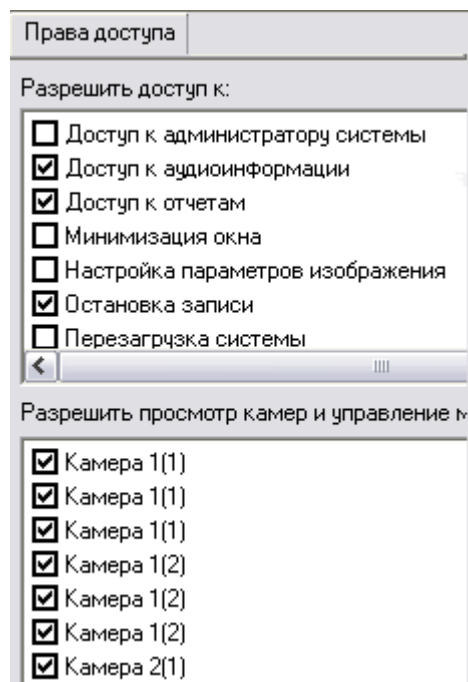 Права доступа
Разрешить доступ к:
Доступ к администратору системы
Доступ к аудиоинформации
Доступ к отчетам
Минимизация окна
Настройка параметров изображения
Остановка записи
Перезагрузка системы
Разрешить просмотр камер и управление
Камера 1(1)
Камера 1(1)
Камера 1(1)
Камера 1(2)
Камера 1(2)
Камера 1(2)
Камера 2(1)